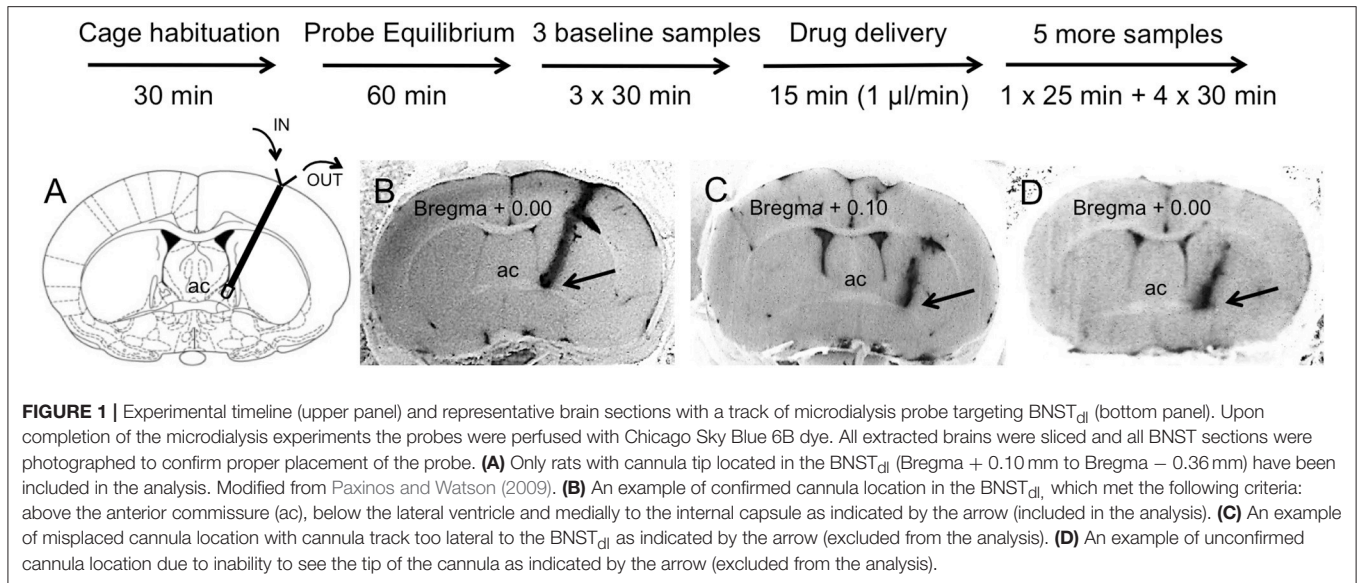 Cage habituation Probe Equilibrium 3 baseline samples Drug delivery 5 more samples
30 min 60 min 3 x 30 min 15 min (1 µl/min) 1 x 25 min + 4 x 30 min
IN
OUT
A
ac
B
Bregma + 0.00
ac
C
Bregma + 0.10
ac
D
Bregma + 0.00
ac
FIGURE 1 | Experimental timeline (upper panel) and representative brain sections with a track of microdialysis probe targeting BNSTdl (bottom panel). Upon
completion of the microdialysis experiments the probes were perfused with Chicago Sky Blue 6B dye. All extracted brains were sliced and all BNST sections were
photographed to confirm proper placement of the probe. (A) Only rats with cannula tip located in the BNSTdl (Bregma + 0.10 mm to Bregma − 0.36 mm) have been
included in the analysis. Modified from Paxinos and Watson (2009). (B) An example of confirmed cannula location in the BNSTdl, which met the following criteria:
above the anterior commissure (ac), below the lateral ventricle and medially to the internal capsule as indicated by the arrow (included in the analysis). (C) An example
of misplaced cannula location with cannula track too lateral to the BNSTdl as indicated by the arrow (excluded from the analysis). (D) An example of unconfirmed
cannula location due to inability to see the tip of the cannula as indicated by the arrow (excluded from the analysis).